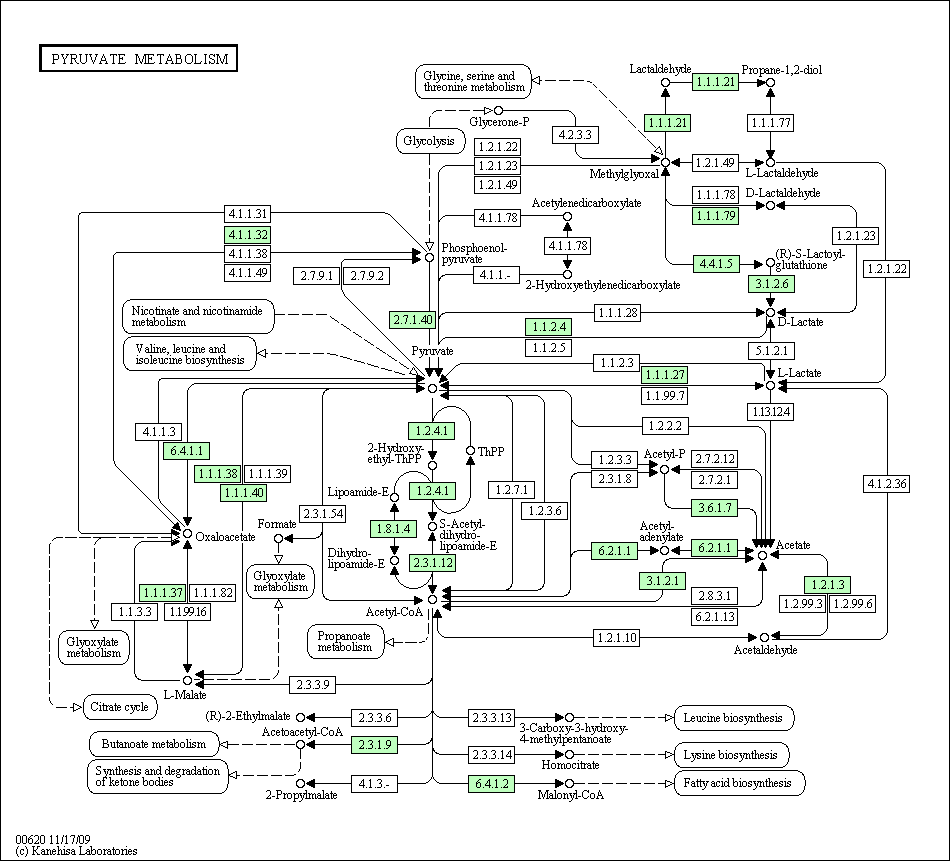 PYRUVATE METABOLISM
Lactaldehyde
Propane-1,2-diol
Glycine, serine and
threonine metabolism
1.1.1.21
Glycerone-P
1.1.1.21
1.1.1.77
Glycolysis
4.2.3.3
1.2.1.22
1.2.1.23
1.2.1.49
1.2.1.49
Methylglyoxal
L-Lactaldehyde
1.1.1.78
D-Lactaldehyde
1.1.1.79
Acetylenedicarboxylate
4.1.1.31
4.1.1.32
4.1.1.38
4.1.1.49
4.1.1.78
1.2.1.23
4.1.1.78
Phosphoenol-
pyruvate
4.4.1.5
(R)-S-Lactoyl-
glutathione
1.2.1.22
2.7.9.1
2.7.9.2
4.1.1.-
2-Hydroxyethylenedicarboxylate
3.1.2.6
Nicotinate and nicotinamide
metabolism
2.7.1.40
1.1.1.28
D-Lactate
1.1.2.4
1.1.2.5
Valine, leucine and
isoleucine biosynthesis
Pyruvate
5.1.2.1
1.1.2.3
1.1.1.27
1.1.99.7
L-Lactate
1.13.12.4
4.1.1.3
6.4.1.1
1.2.4.1
1.2.2.2
2-Hydroxy-
ethyl-ThPP
ThPP
Acetyl-P
1.2.3.3
2.3.1.8
2.7.2.12
2.7.2.1
1.1.1.38
1.1.1.39
1.1.1.40
Lipoamide-E
1.2.4.1
1.2.7.1
4.1.2.36
2.3.1.54
1.2.3.6
3.6.1.7
Formate
1.8.1.4
S-Acetyl-
dihydro-
lipoamide-E
Acetyl-
adenylate
Oxaloacetate
Dihydro-
lipoamide-E
6.2.1.1
6.2.1.1
Acetate
2.3.1.12
Glyoxylate
metabolism
3.1.2.1
1.2.1.3
1.1.1.37
1.1.1.82
1.1.3.3
1.1.99.16
Acetyl-CoA
2.8.3.1
6.2.1.13
1.2.99.3
1.2.99.6
Glyoxylate
metabolism
Propanoate
metabolism
1.2.1.10
Acetaldehyde
L-Malate
2.3.3.9
Citrate cycle
(R)-2-Ethylmalate
2.3.3.6
2.3.3.13
3-Carboxy-3-hydroxy-
4-methylpentanoate
Leucine biosynthesis
Acetoacetyl-CoA
Butanoate metabolism
2.3.1.9
2.3.3.14
Homocitrate
Lysine biosynthesis
Synthesis and degradation
of ketone bodies
4.1.3.-
2-Propylmalate
6.4.1.2
Malonyl-CoA
Fatty acid biosynthesis
00620 11/17/09
(c) Kanehisa Laboratories